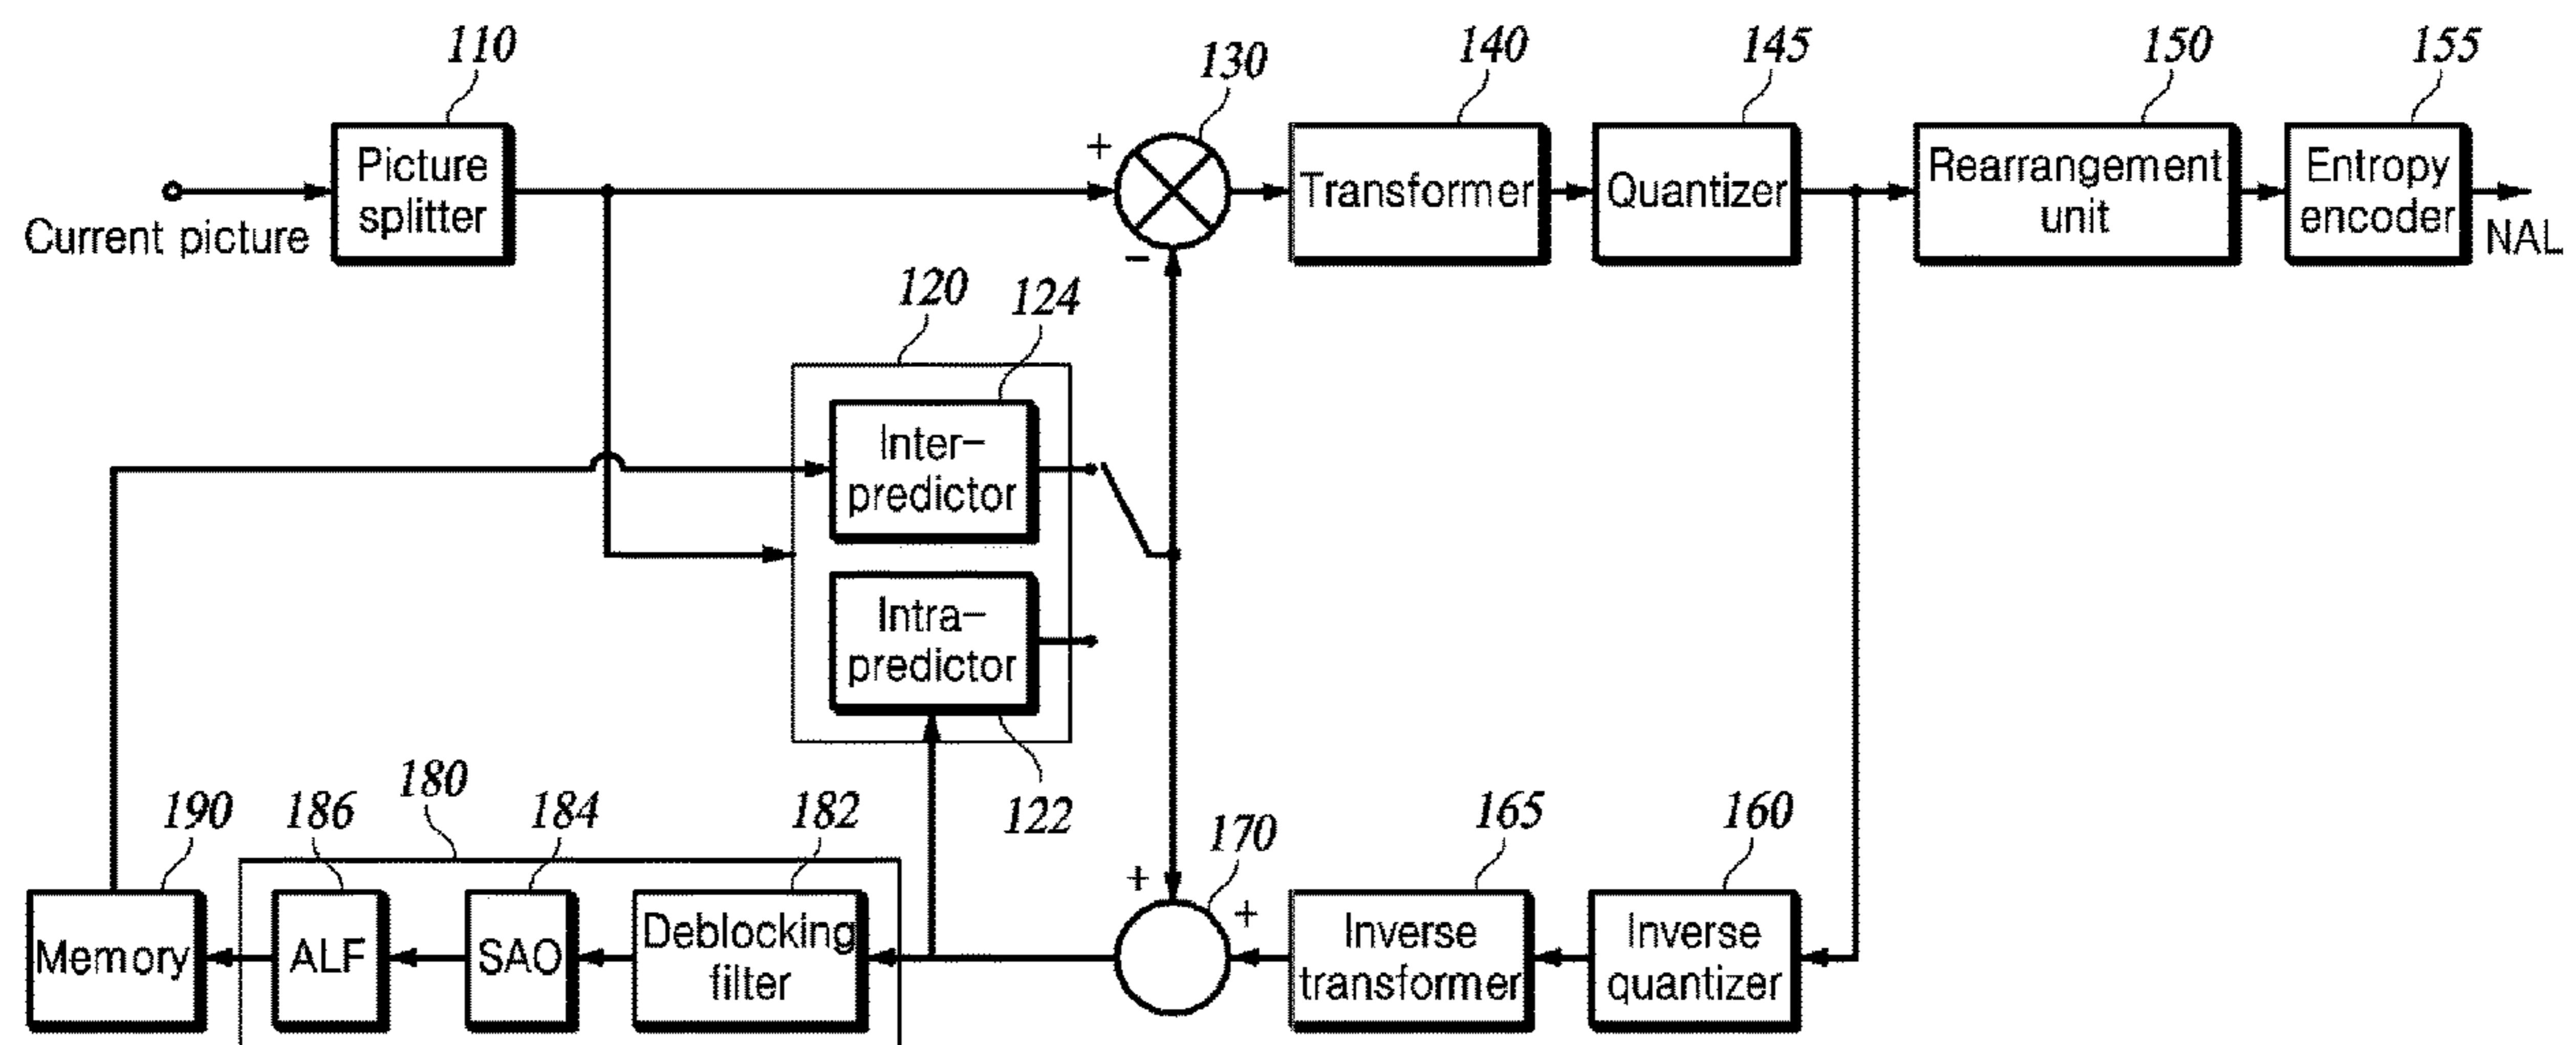 110
130
140
145
150
155
Picture
splitter
+
Transformer
Quantizer
Rearrangement
unit
Entropy
encoder
Current picture
NAL
−
120
124
Inter−
predictor
Intra−
predictor
122
190
186
180
184
182
170
165
160
+
+
Memory
ALF
SAO
Deblocking
filter
Inverse
transformer
Inverse
quantizer